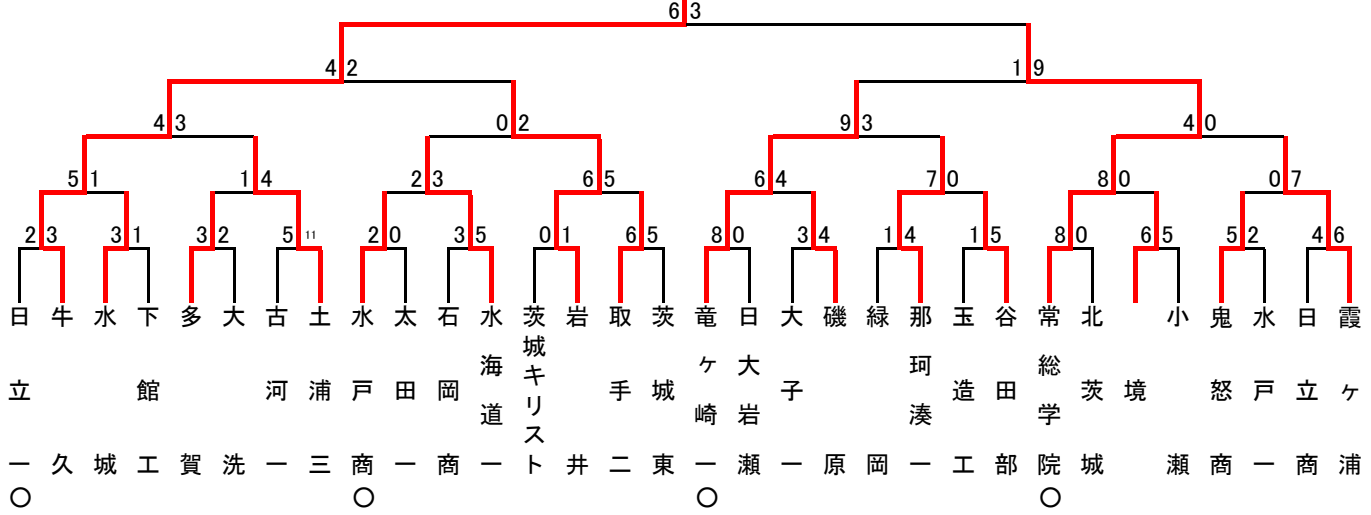 6 3
4 2
1 9
4 3
0 2
9 3
4 0
5 1
1 4
2 3
6 5
6 4
7 0
8 0
0 7
2 3
3 1
3 2
5 11
2 0
3 5
0 1
6 5
8 0
3 4
1 4
1 5
8 0
6 5
5 2
4 6
日立一
牛久
水城
下館工
多賀
大洗
古河一
土浦三
水戸商
太田一
石岡商
水海道一
茨城キリスト
岩井
取手二
茨城東
竜ヶ崎一
日大岩瀬
大子一
磯原
緑岡
那珂湊一
玉造工
谷田部
常総学院
北茨城
境
小瀬
鬼怒商
水戸一
日立商
霞ヶ浦
○ ○ ○ ○